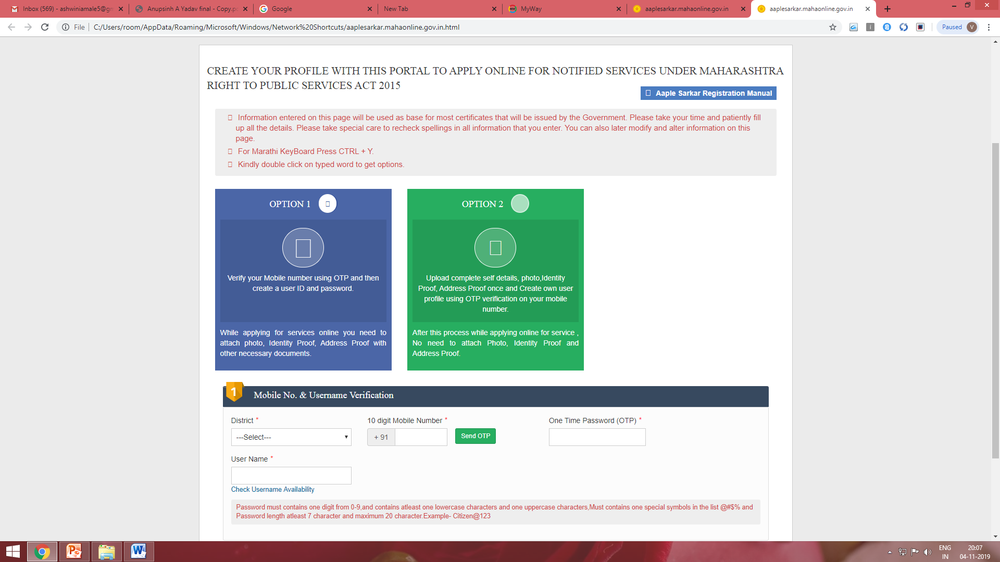 Inbox (569) - ashwiniamale5@gm
Anupsinh A Yadav final - Copy.pd
Google
New Tab
MyWay
aaplesarkar.mahaonline.gov.in
aaplesarkar.mahaonline.gov.in
File
C:/Users/room/AppData/Roaming/Microsoft/Windows/Network%20Shortcuts/aaplesarkar.mahaonline.gov.in.html
Paused
V
CREATE YOUR PROFILE WITH THIS PORTAL TO APPLY ONLINE FOR NOTIFIED SERVICES UNDER MAHARASHTRA
RIGHT TO PUBLIC SERVICES ACT 2015
Aaple Sarkar Registration Manual
Information entered on this page will be used as base for most certificates that will be issued by the Government. Please take your time and patiently fill
up all the details. Please take special care to recheck spellings in all information that you enter. You can also later modify and alter information on this
page.
For Marathi KeyBoard Press CTRL + Y.
Kindly double click on typed word to get options.
OPTION 1
Verify your Mobile number using OTP and then
create a user ID and password.
While applying for services online you need to
attach photo, Identity Proof, Address Proof with
other necessary documents.
OPTION 2
Upload complete self details, photo,Identity
Proof, Address Proof once and Create own user
profile using OTP verification on your mobile
number.
After this process while applying online for service ,
No need to attach Photo, Identity Proof and
Address Proof.
1
Mobile No. & Username Verification
District *
10 digit Mobile Number *
One Time Password (OTP) *
---Select---
+ 91
Send OTP
User Name *
Check Username Availability
Password must contains one digit from 0-9,and contains atleast one lowercase characters and one uppercase characters,Must contains one special symbols in the list @#$% and
Password length atleast 7 character and maximum 20 character.Example- Citizen@123
ENG
IN
20:07
04-11-2019